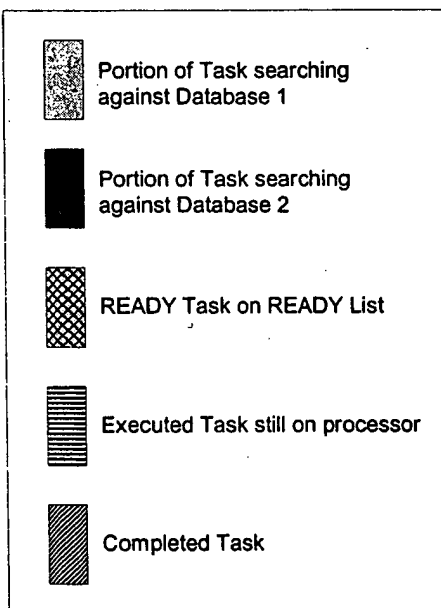 Portion of Task searching
against Database 1
Portion of Task searching
against Database 2
READY Task on READY List
Executed Task still on processor
Completed Task